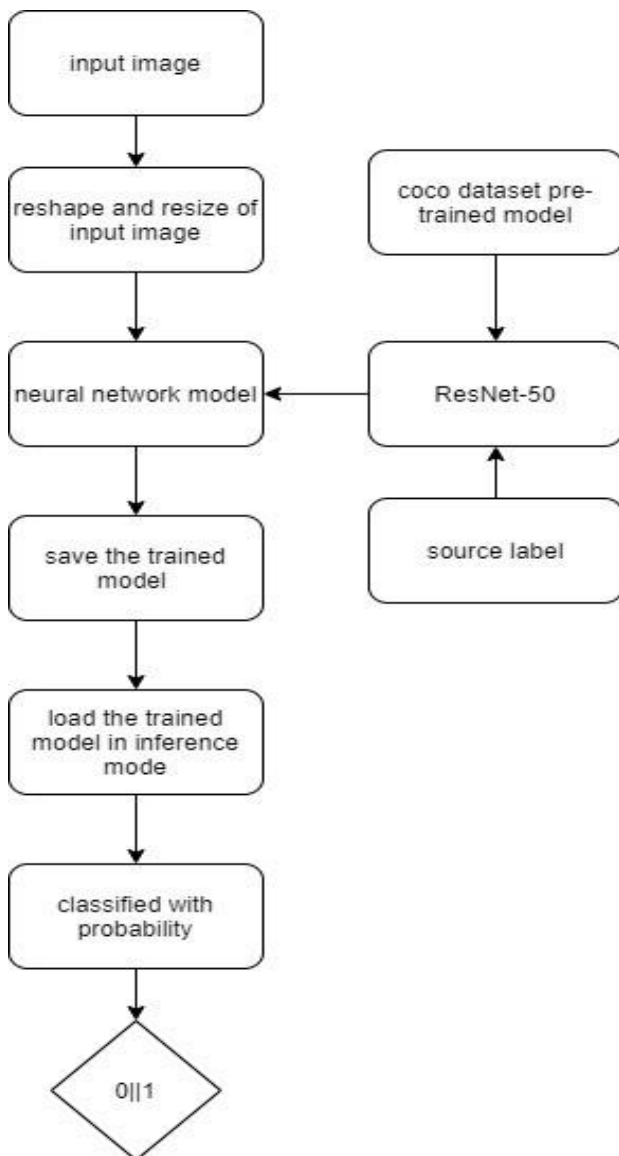 input image
reshape and resize of
input image
coco dataset pre-
trained model
neural network model
ResNet-50
save the trained
model
source label
load the trained
model in inference
mode
classified with
probability
0||1